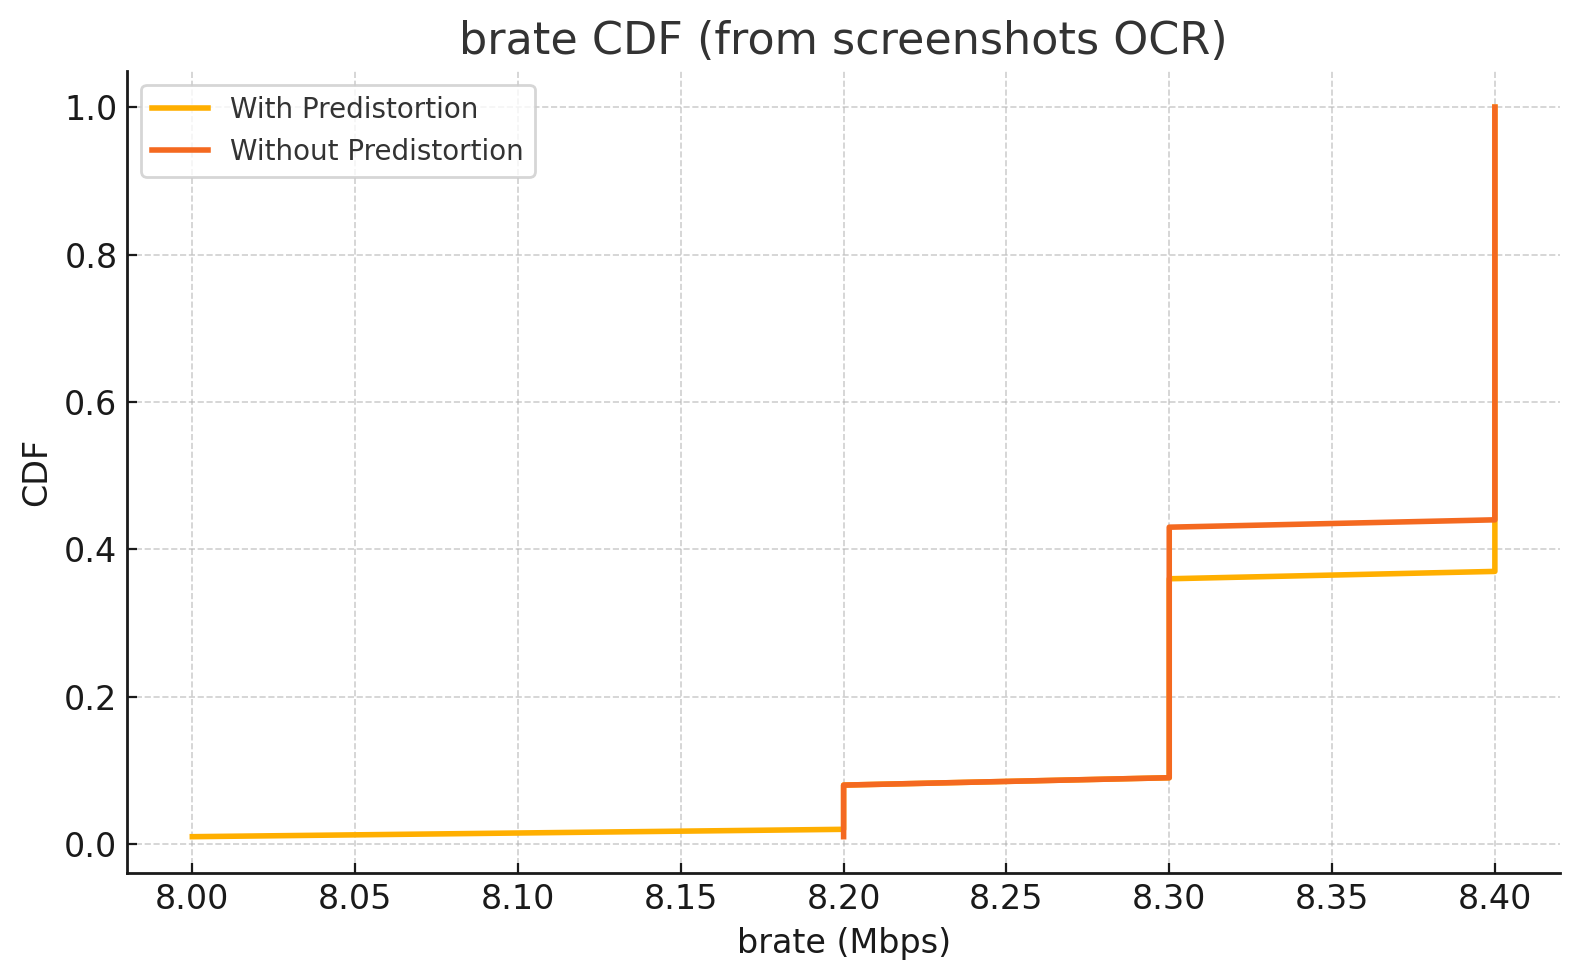 brate CDF (from screenshots OCR)
With Predistortion
Without Predistortion
1.0
0.8
0.6
0.4
0.2
0.0
CDF
8.00 8.05 8.10 8.15 8.20 8.25 8.30 8.35 8.40
brate (Mbps)